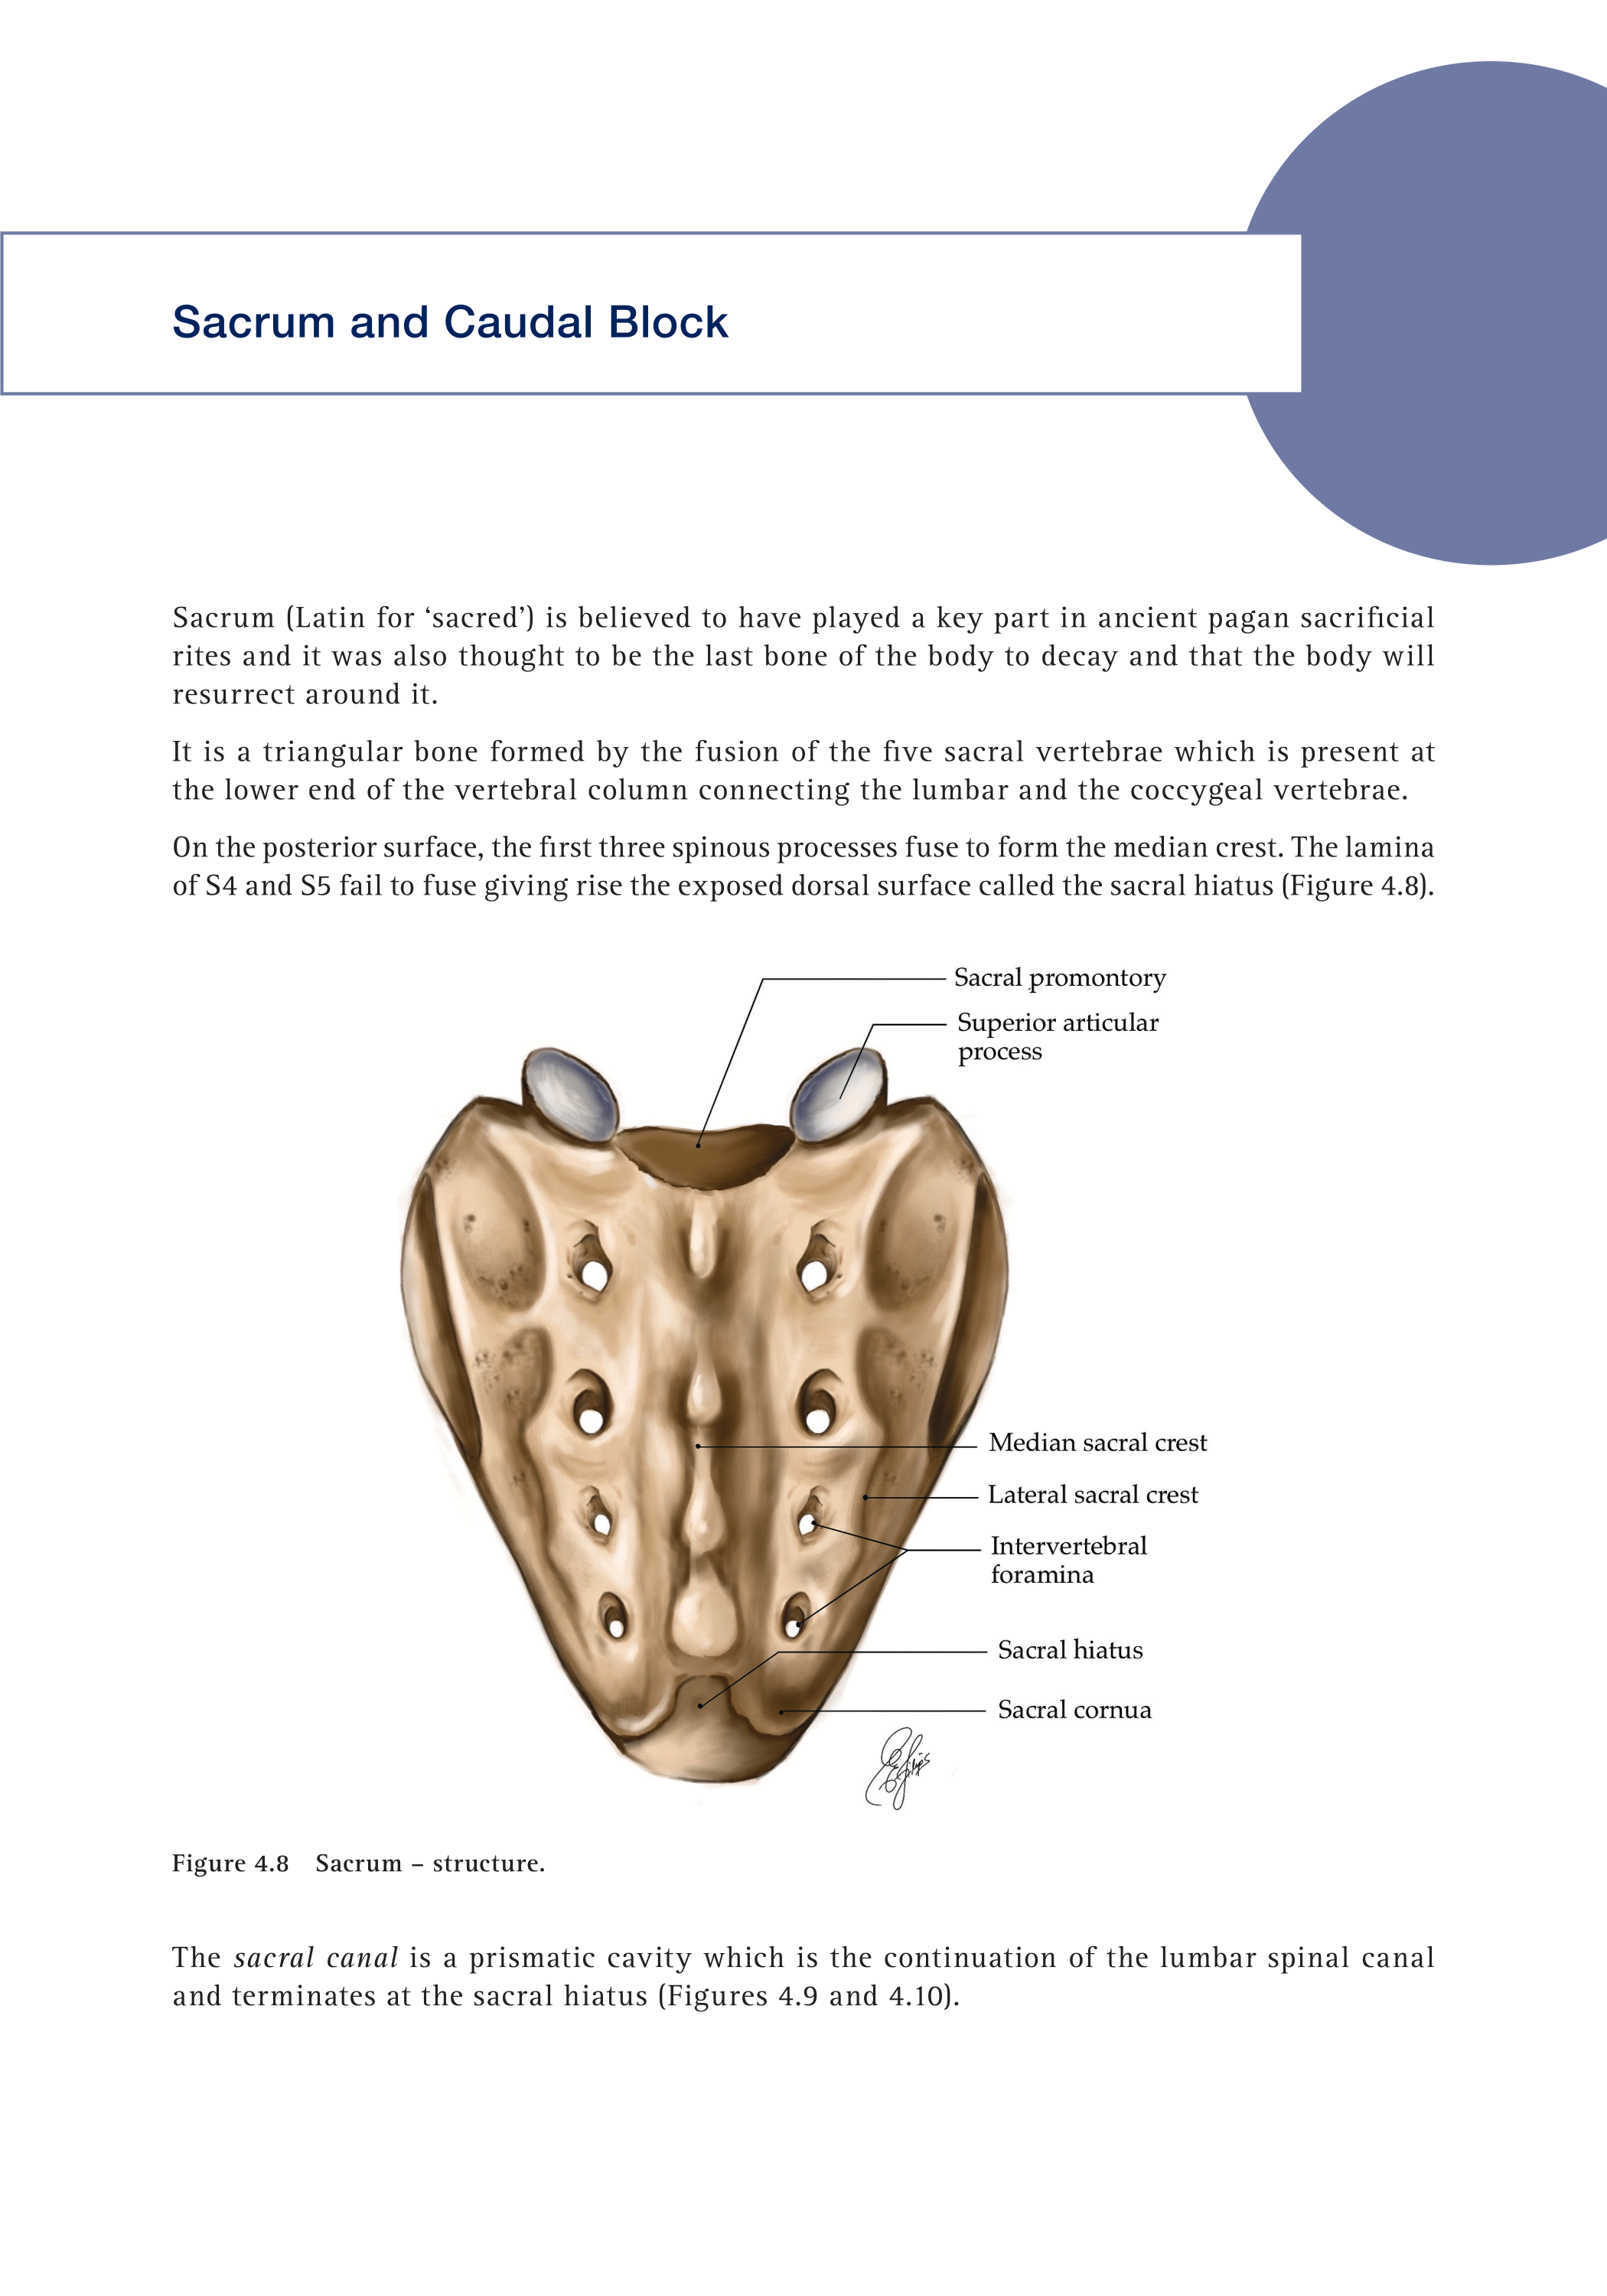 Sacrum and Caudal Block
Sacrum (Latin for ‘sacred’) is believed to have played a key part in ancient pagan sacrificial
rites and it was also thought to be the last bone of the body to decay and that the body will
resurrect around it.
It is a triangular bone formed by the fusion of the five sacral vertebrae which is present at
the lower end of the vertebral column connecting the lumbar and the coccygeal vertebrae.
On the posterior surface, the first three spinous processes fuse to form the median crest. The lamina
of S4 and S5 fail to fuse giving rise the exposed dorsal surface called the sacral hiatus (Figure 4.8).
Sacral promontory
Superior articular
process
Median sacral crest
Lateral sacral crest
Intervertebral
foramina
Sacral hiatus
Sacral cornua
Figure 4.8 Sacrum – structure.
The sacral canal is a prismatic cavity which is the continuation of the lumbar spinal canal
and terminates at the sacral hiatus (Figures 4.9 and 4.10).